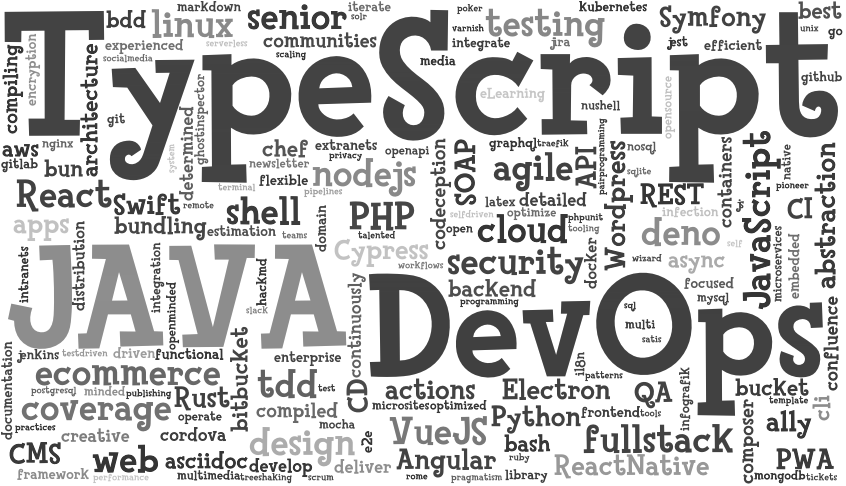 TypeScript
JAVA
DevOps
markdown
bdd
linux
senior
iterate
solr
poker
kubernetes
Symfony
best
unix
go
experienced
serverless
communities
varnish
testing
integrate
jra
jest
efficient
socialmedia
scaling
media
github
compiling
encryption
architecture
git
eLearning
nushell
opensource
nginx
aws
gitlab
bun
system
determined
ghostinspector
chef
extranets
privacy
openapi
newsletter
flexible
nodejs
terminal
pipelines
codeception
SOAP
graphql
traefik
agile
API
pairprogramming
Wordpress
nosql
sqlite
REST
containers
JavaScript
native
pioneer
jsr
CI
abstraction
React
Swift
remote
shell
domain
PHP
talented
latex
detailed
selfdriven
optimize
phpunit
tooling
open
cloud
infection
deno
self
apps
bundling
estimation
teams
Cypress
workflows
security
docker
wizard
async
microservices
embedded
intranets
distribution
integration
openminded
slack
hackmd
continuously
backend
programming
focused
mysql
sql
multi
satis
confluence
jenkins
testdriven
driven
functional
enterprise
i18n
patterns
documentation
ecommerce
bitbucket
tdd
test
CD
actions
Electron
QA
infografik
bucket
template
postgresql
minded
publishing
Rust
coverage
operate
compiled
microsites
optimized
Python
frontend
tools
composer
ally
cli
practices
creative
cordova
mocha
design
e2e
VueJS
bash
fullstack
CMS
web
asciidoc
develop
deliver
Angular
ruby
ReactNative
PWA
framework
performance
multimedia
treeshaking
scrum
rome
pragmatism
library
mongodb
tickets